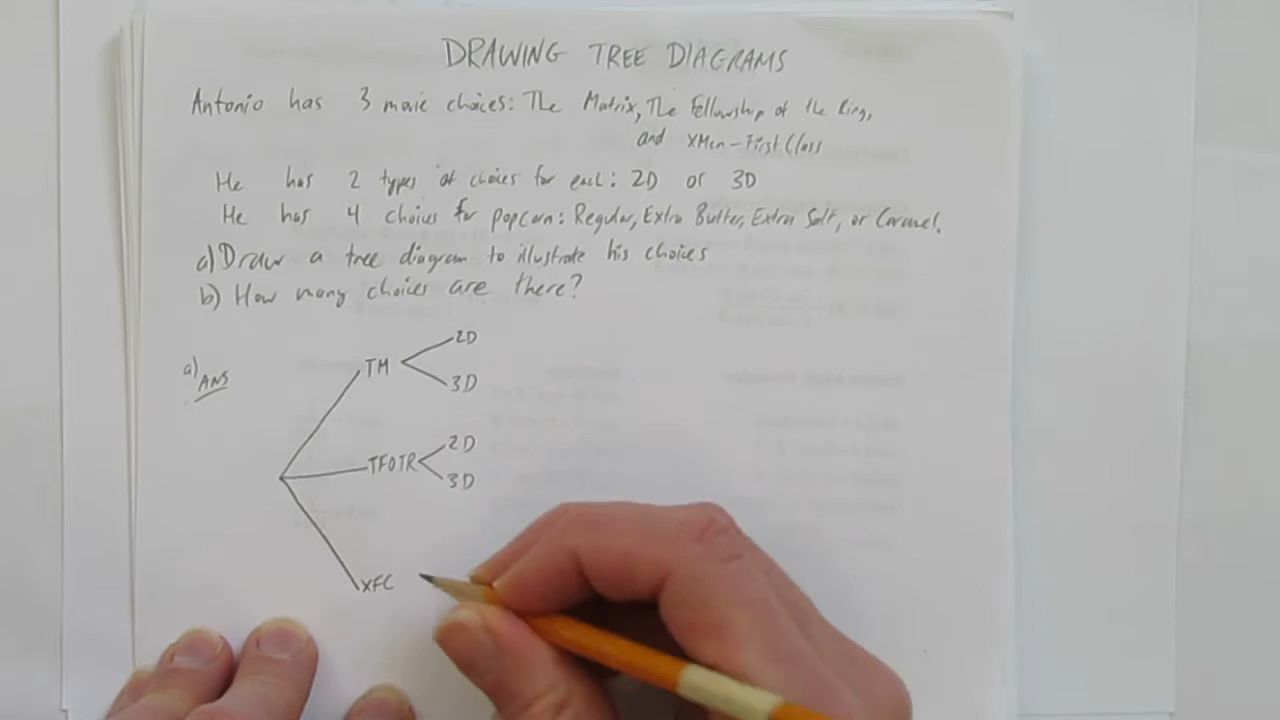 DRAWING TREE DIAGRAMS
Antonio has 3 movie choices: The Matrix, The Fellowship of the Ring,
and XMen - First Class
He has 2 types of choices for each: 2D or 3D
He has 4 choices for popcorn: Regular, Extra Butter, Extra Salt, or Caramel.
a) Draw a tree diagram to illustrate his choices
b) How many choices are there?
a) ANS
2D
TM
3D
2D
TFOTR
3D
XFC